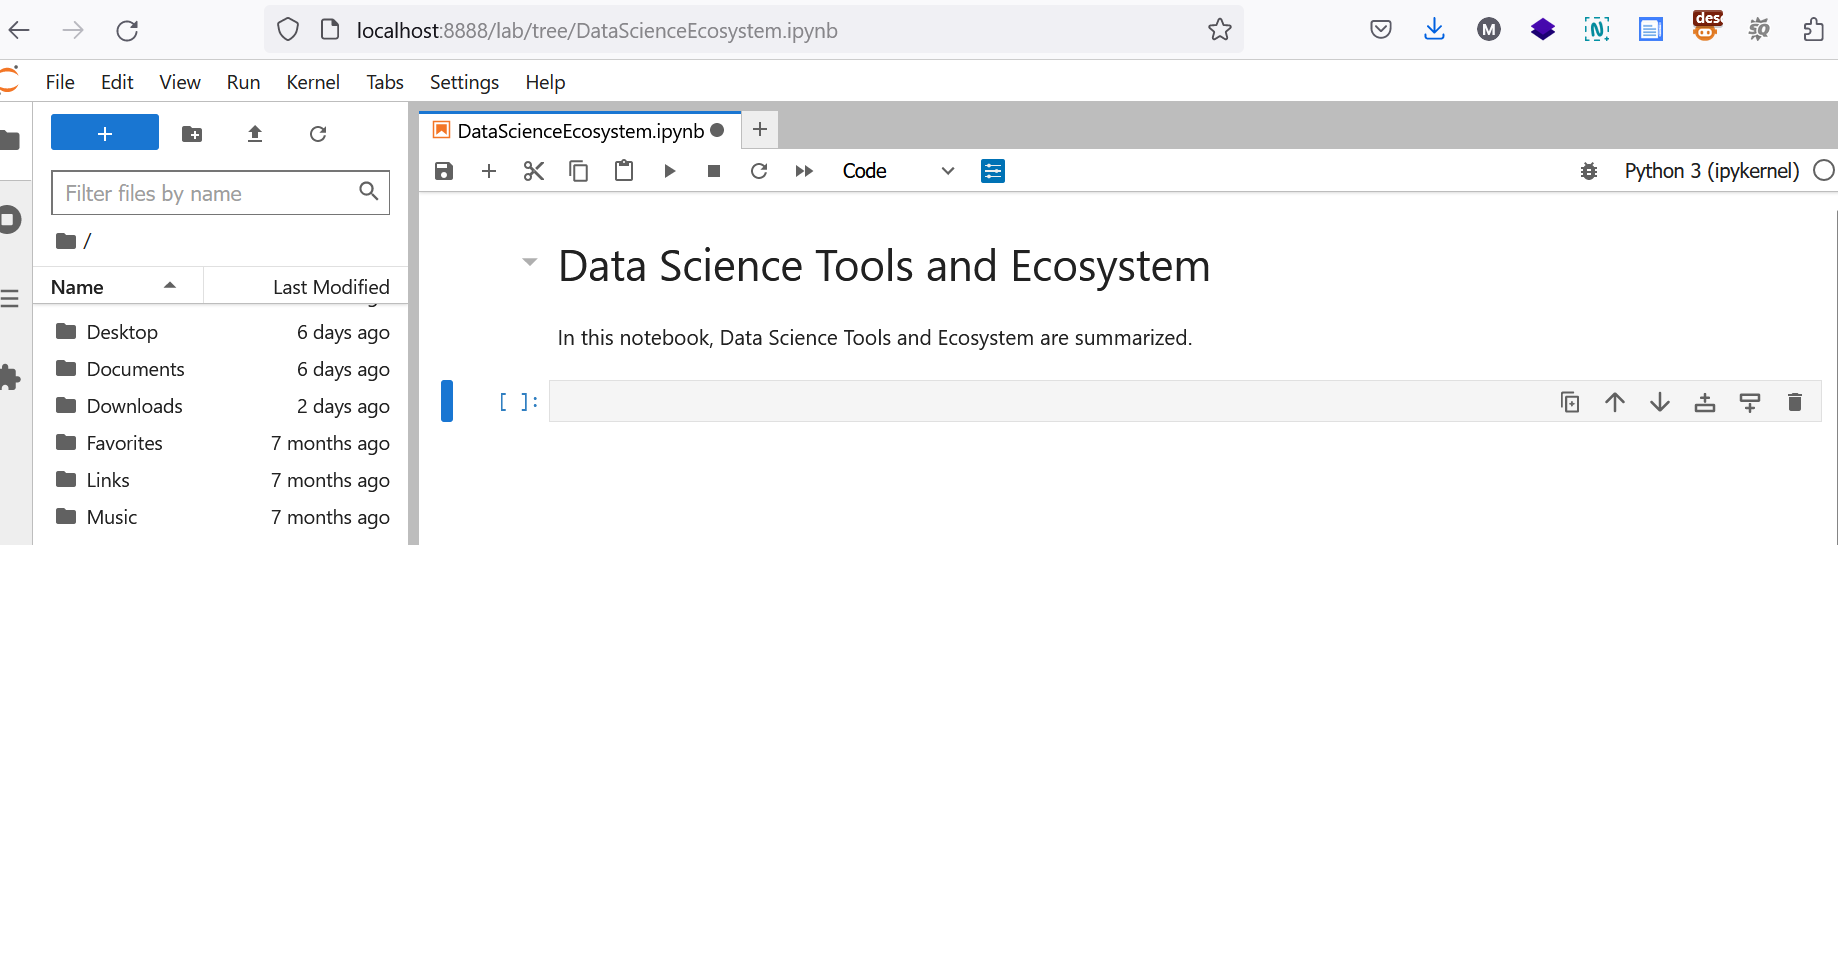 localhost:8888/lab/tree/DataScienceEcosystem.ipynb
M
N
desc
SQ
File Edit View Run Kernel Tabs Settings Help
DataScienceEcosystem.ipynb
Code
Python 3 (ipykernel)
Filter files by name
/
Name Last Modified
Desktop 6 days ago
Documents 6 days ago
Downloads 2 days ago
Favorites 7 months ago
Links 7 months ago
Music 7 months ago
Data Science Tools and Ecosystem
In this notebook, Data Science Tools and Ecosystem are summarized.
[ ]: